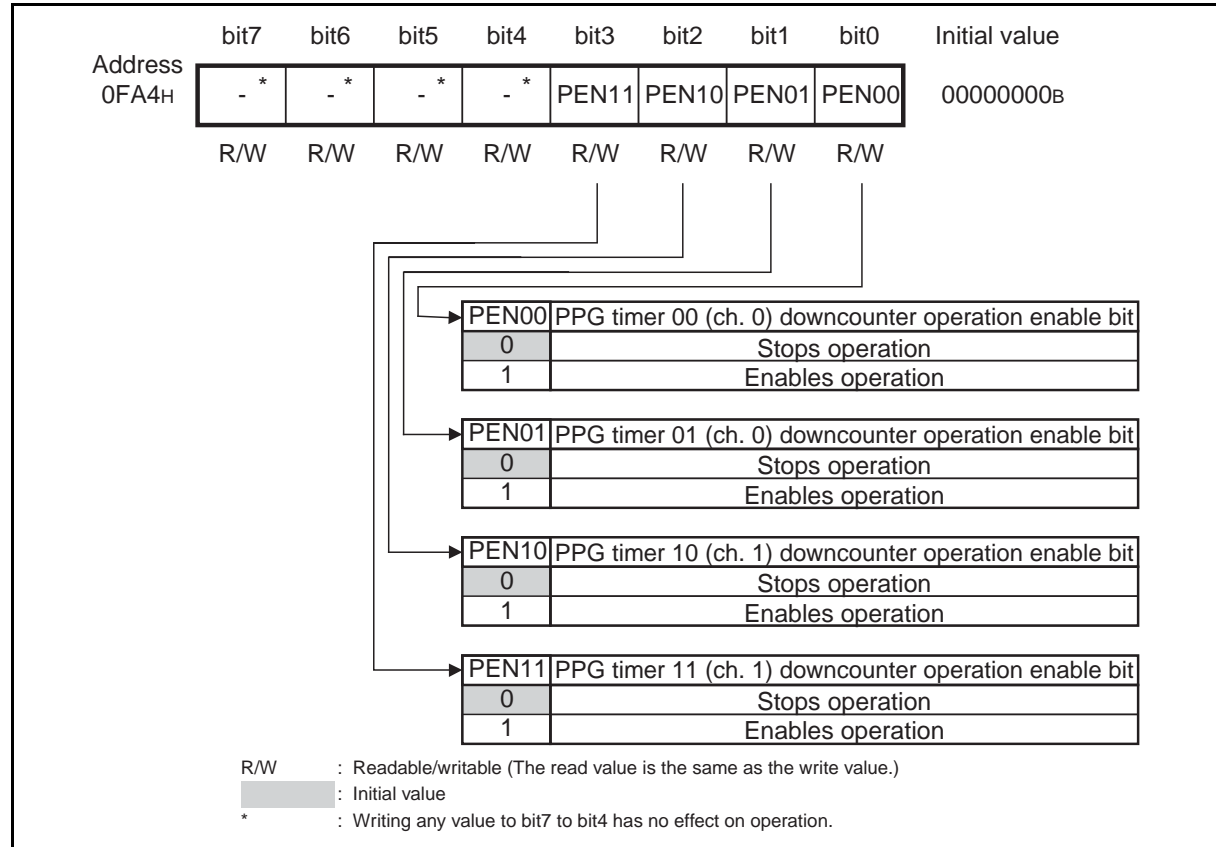 bit7 bit6 bit5 bit4 bit3 bit2 bit1 bit0 Initial value
Address
0FA4H - * - * - * - * PEN11 PEN10 PEN01 PEN00 00000000B
R/W R/W R/W R/W R/W R/W R/W R/W
PEN00 PPG timer 00 (ch. 0) downcounter operation enable bit
0 Stops operation
1 Enables operation
PEN01 PPG timer 01 (ch. 0) downcounter operation enable bit
0 Stops operation
1 Enables operation
PEN10 PPG timer 10 (ch. 1) downcounter operation enable bit
0 Stops operation
1 Enables operation
PEN11 PPG timer 11 (ch. 1) downcounter operation enable bit
0 Stops operation
1 Enables operation
R/W : Readable/writable (The read value is the same as the write value.)
: Initial value
* : Writing any value to bit7 to bit4 has no effect on operation.